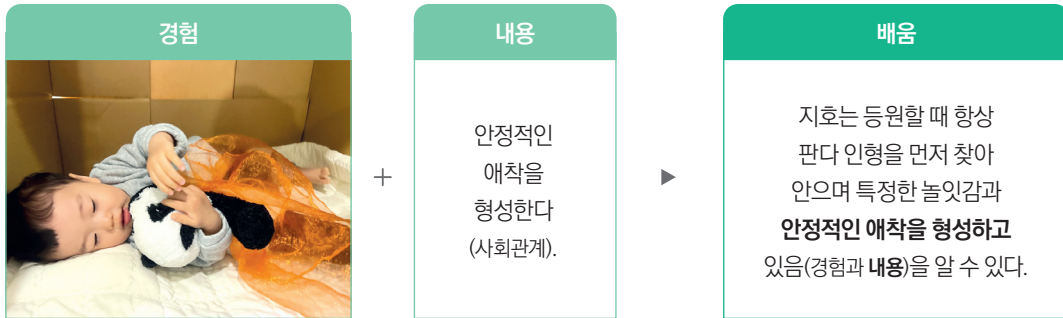 경험
+
내용
안정적인
애착을
형성한다
(사회관계).
배움
지호는 등원할 때 항상
판다 인형을 먼저 찾아
안으며 특정한 놀잇감과
안정적인 애착을 형성하고
있음(경험과 내용)을 알 수 있다.